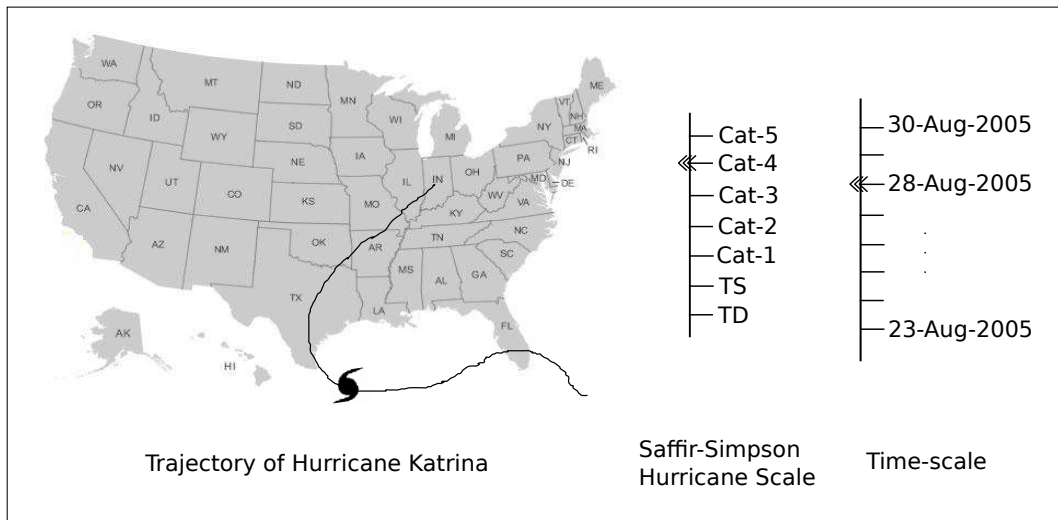 WA
MT
ND
MN
ME
VT
NH
OR
ID
SD
WI
MI
NY
MA
CT
RI
WY
IA
PA
NJ
NV
NE
IL
IN
OH
MD
DE
UT
CO
WV
VA
CA
KS
MO
KY
AZ
NM
OK
AR
TN
NC
SC
MS
AL
GA
TX
LA
FL
AK
HI
Cat-5
Cat-4
Cat-3
Cat-2
Cat-1
TS
TD
30-Aug-2005
28-Aug-2005
23-Aug-2005
Trajectory of Hurricane Katrina
Saffir-Simpson
Hurricane Scale
Time-scale